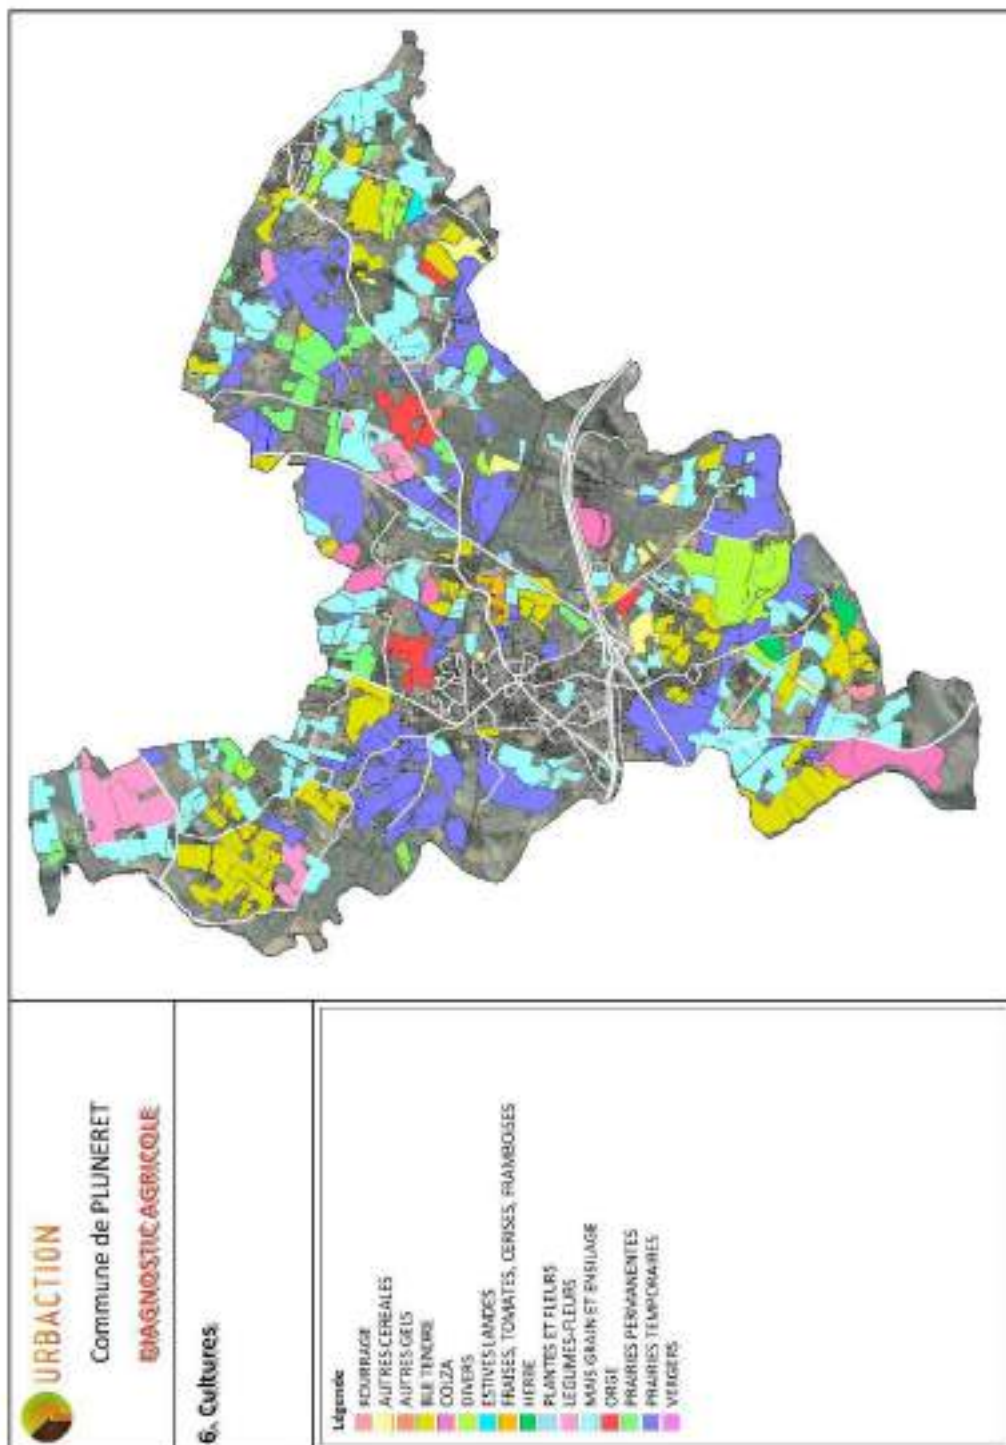 URBACTION
Commune de PLUNERET
DIAGNOSTIC AGRICOLE
6. Cultures
Légende
FOURRAGE
AUTRES CEREALES
AUTRES GELS
BLE TENDRE
COLZA
DIVERS
ESTIVES LANDES
FRAISES, TOMATES, CERISES, FRAMBOISES
HERBE
PLANTES ET FLEURS
LEGUMES-FLEURS
MAIS GRAIN ET ENSILAGE
ORGE
PRAIRIES PERMANENTES
PRAIRIES TEMPORAIRES
VERGERS